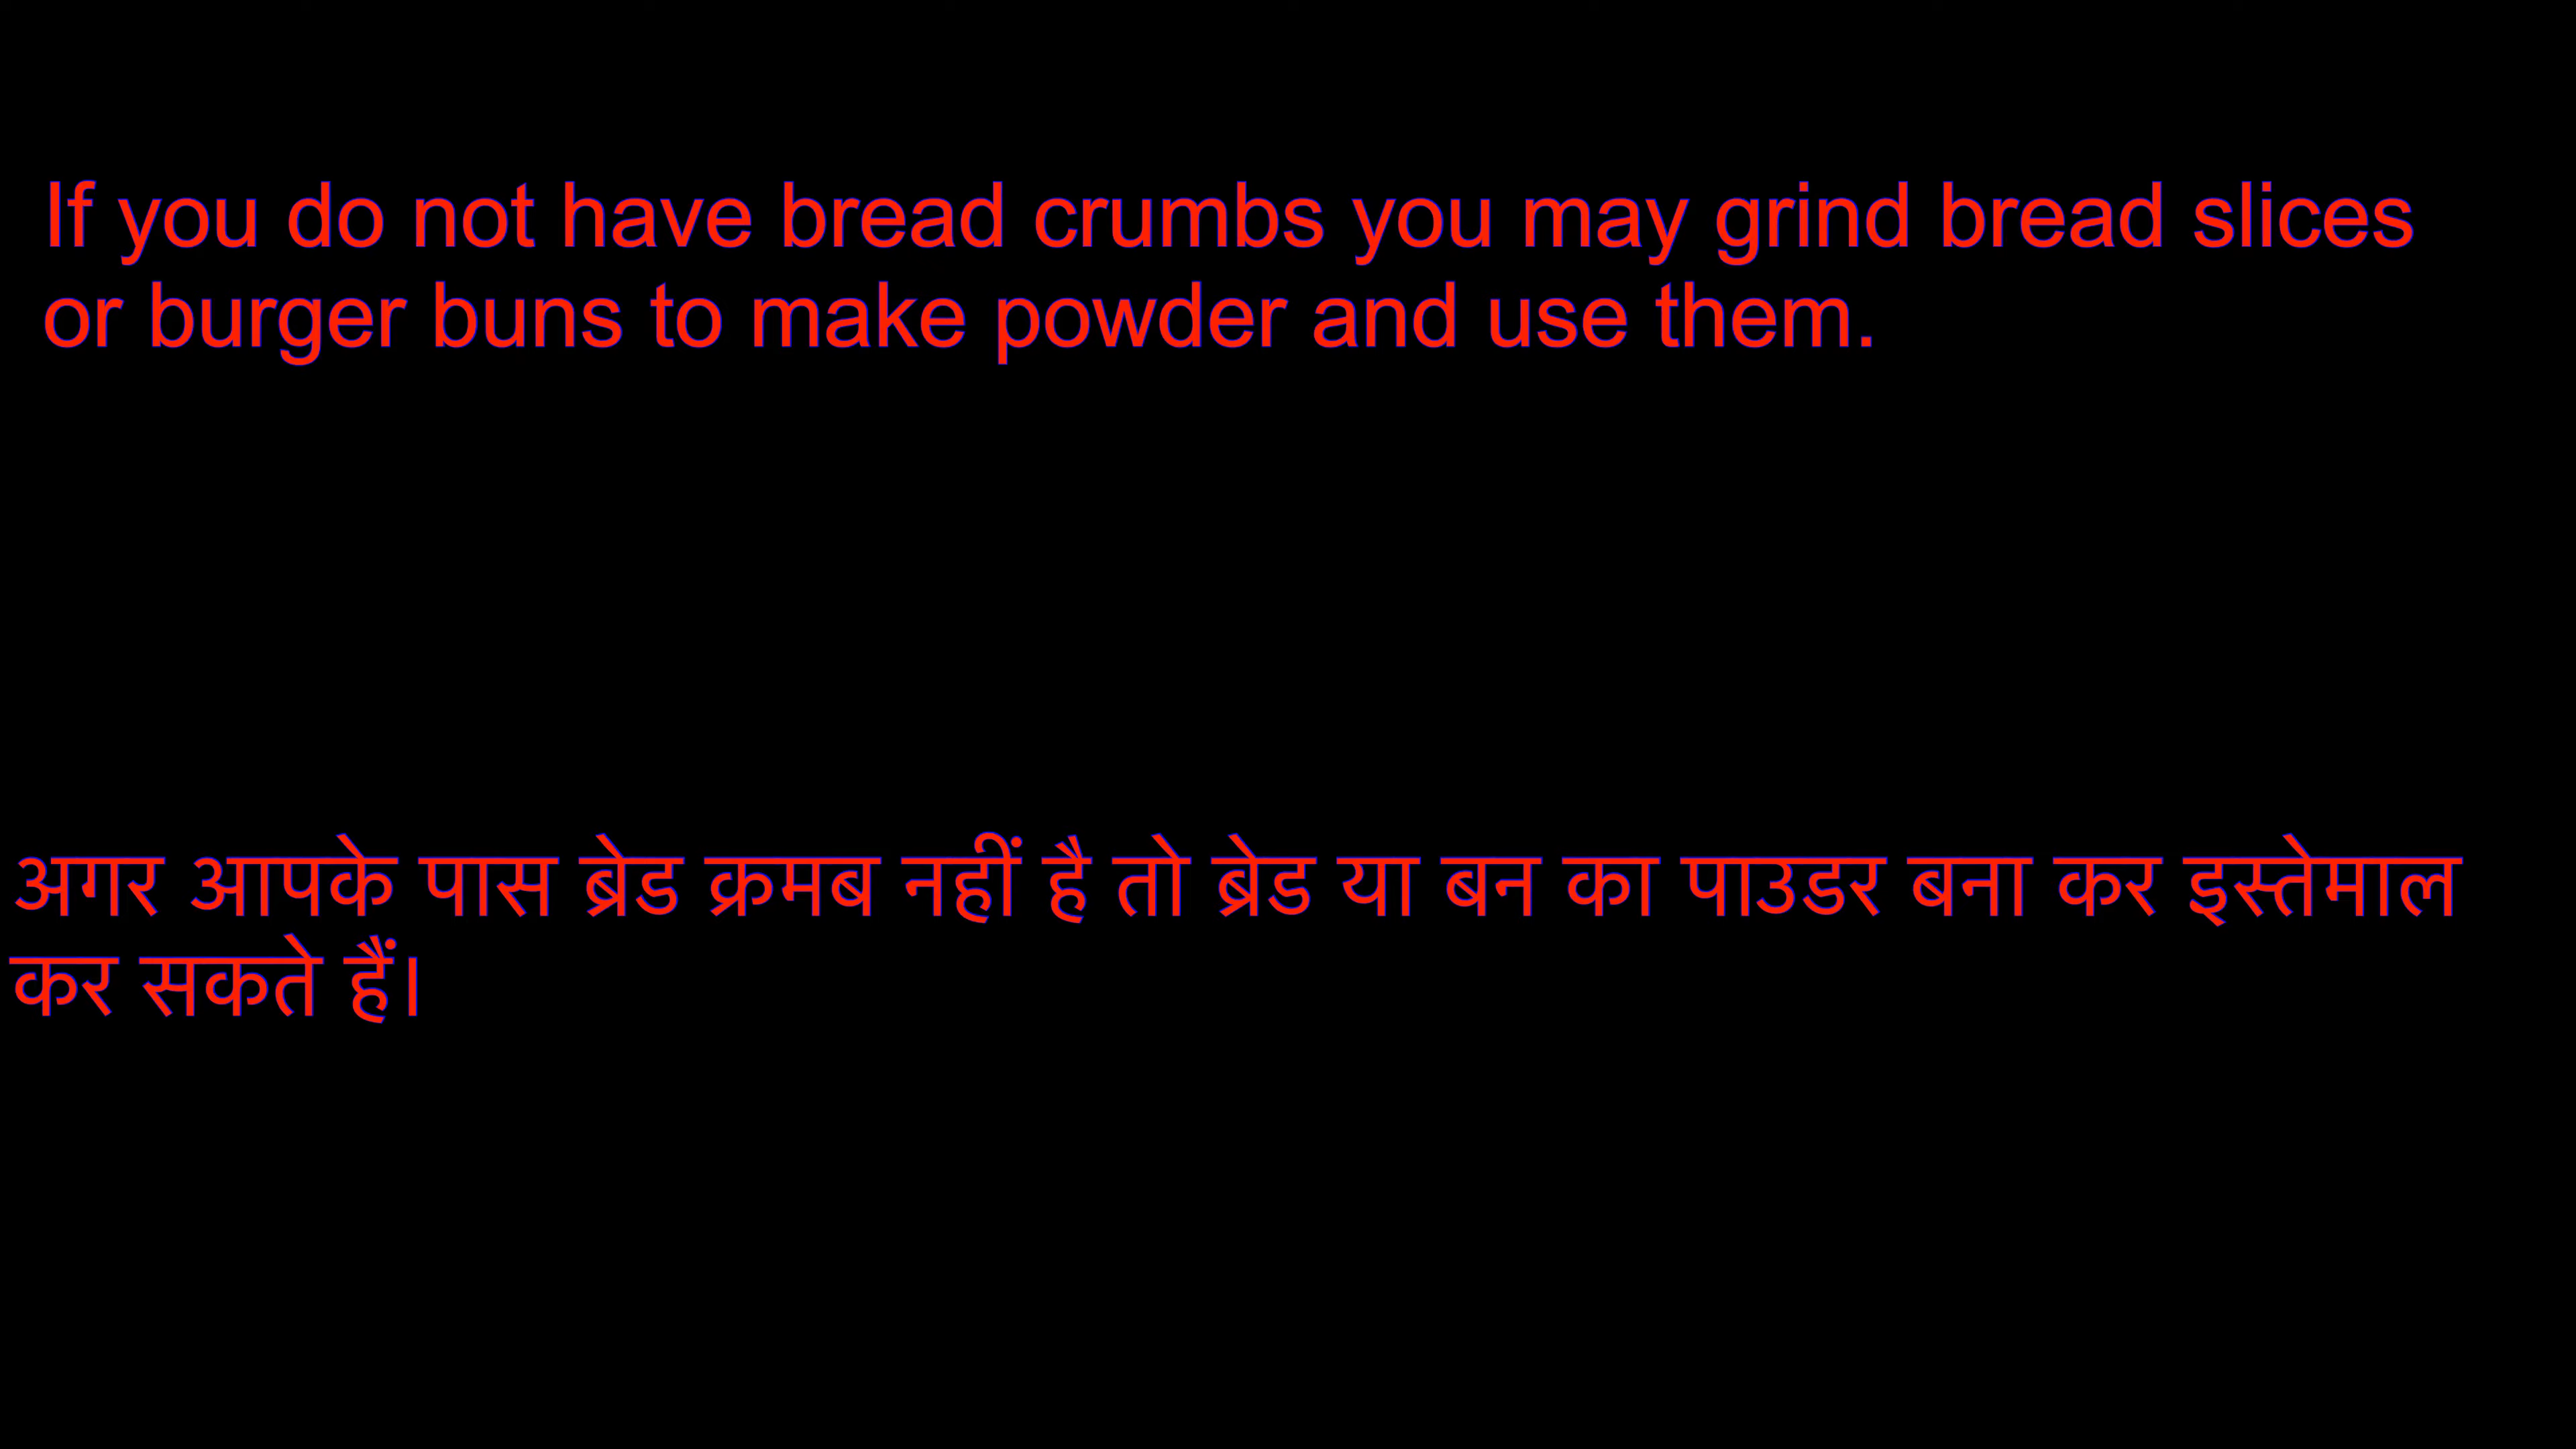 If you do not have bread crumbs you may grind bread slices
or burger buns to make powder and use them.
अगर आपके पास ब्रेड क्रमब नहीं है तो ब्रेड या बन का पाउडर बना कर इस्तेमाल
कर सकते हैं।